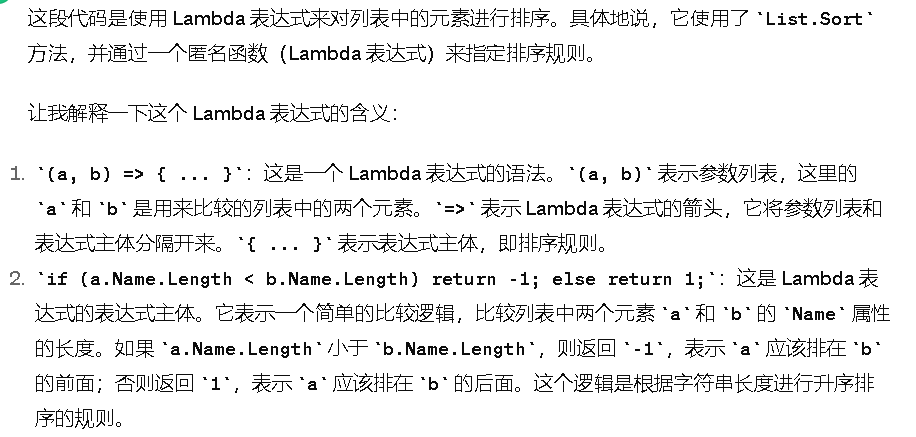 这段代码是使用 Lambda 表达式来对列表中的元素进行排序。具体地说，它使用了 `List.Sort`
方法，并通过一个匿名函数（Lambda 表达式）来指定排序规则。
让我解释一下这个 Lambda 表达式的含义：
1. `(a, b) => { ... }`：这是一个 Lambda 表达式的语法。`(a, b)` 表示参数列表，这里的
`a` 和 `b` 是用来比较的列表中的两个元素。`=>` 表示 Lambda 表达式的箭头，它将参数列表和
表达式主体分隔开来。`{ ... }` 表示表达式主体，即排序规则。
2. `if (a.Name.Length < b.Name.Length) return -1; else return 1;`：这是 Lambda 表
达式的表达式主体。它表示一个简单的比较逻辑，比较列表中两个元素 `a` 和 `b` 的 `Name` 属性
的长度。如果 `a.Name.Length` 小于 `b.Name.Length`，则返回 `-1`，表示 `a` 应该排在 `b`
的前面；否则返回 `1`，表示 `a` 应该排在 `b` 的后面。这个逻辑是根据字符串长度进行升序排
序的规则。